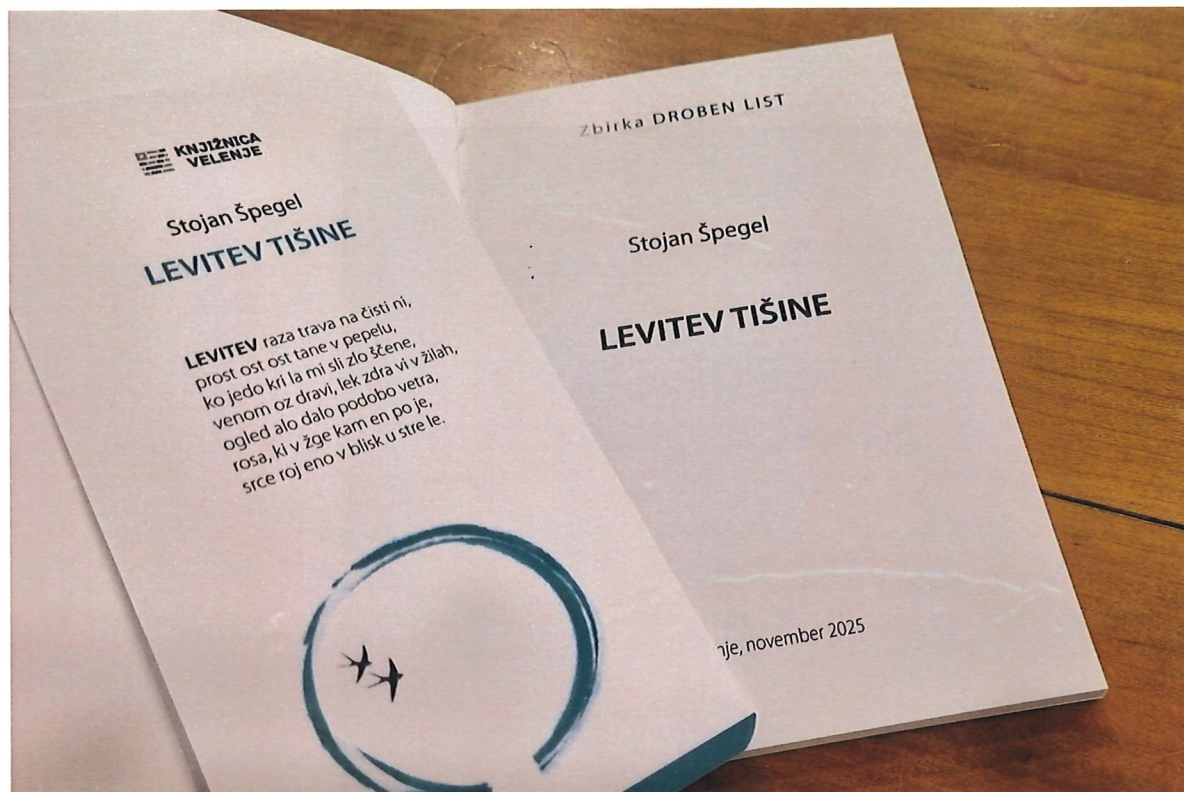 KNJIŽNICA
VELENJE
Stojan Špegel
LEVITEV TIŠINE
LEVITEV raza trava na čisti ni,
prost ost ost tane v pepelu,
ko jedo kri la mi sli zlo ščene,
venom oz dravi, lek zdra vi v žilah,
ogled alo dalo podobo vetra,
rosa, ki v žge kam en po je,
srce roj eno v blisk u stre le.
Zbirka DROBEN LIST
Stojan Špegel
LEVITEV TIŠINE
nje, november 2025